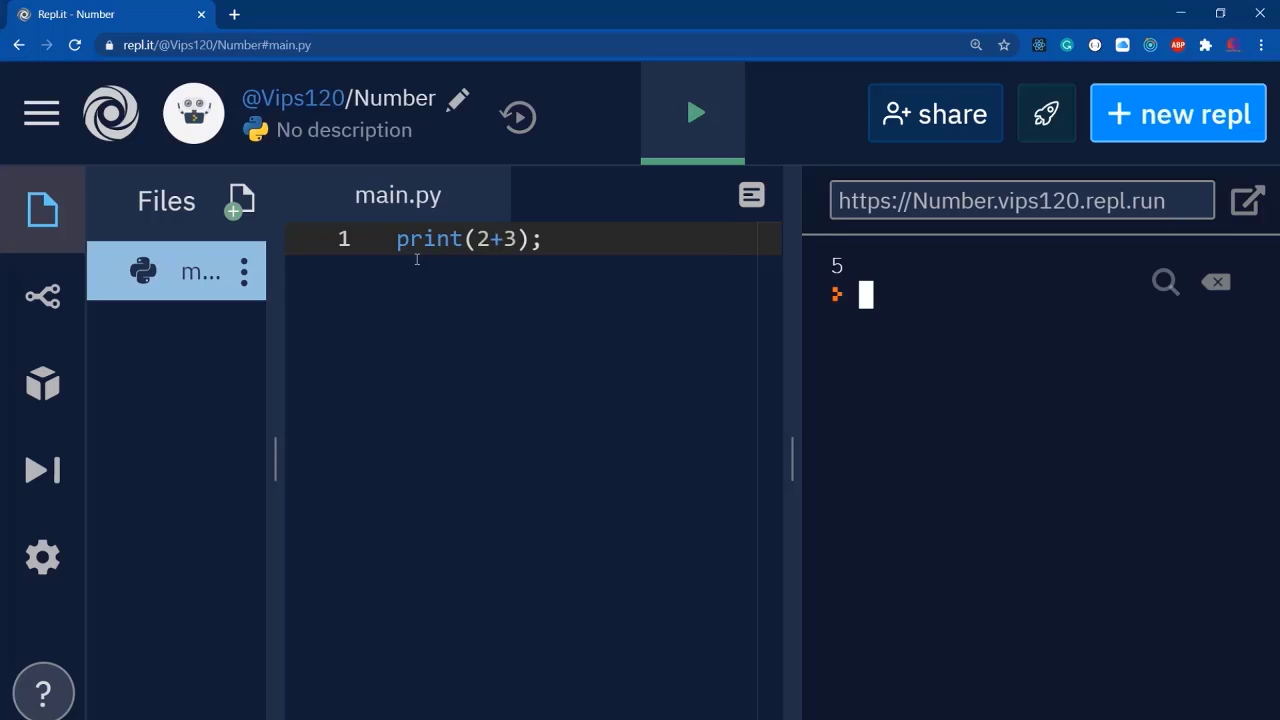 Repl.it - Number
repl.it/@Vips120/Number#main.py
ABP
@Vips120/Number
No description
share
+ new repl
Files
main.py
https://Number.vips120.repl.run
m...
1 print(2+3);
5
?